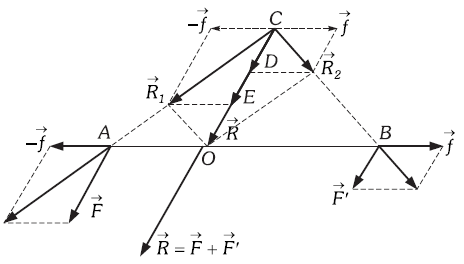 C
−f⃗ f⃗
D
R⃗₂
R⃗₁ E
R⃗
−f⃗ A O B f⃗
F⃗ F⃗'
R⃗ = F⃗ + F⃗'